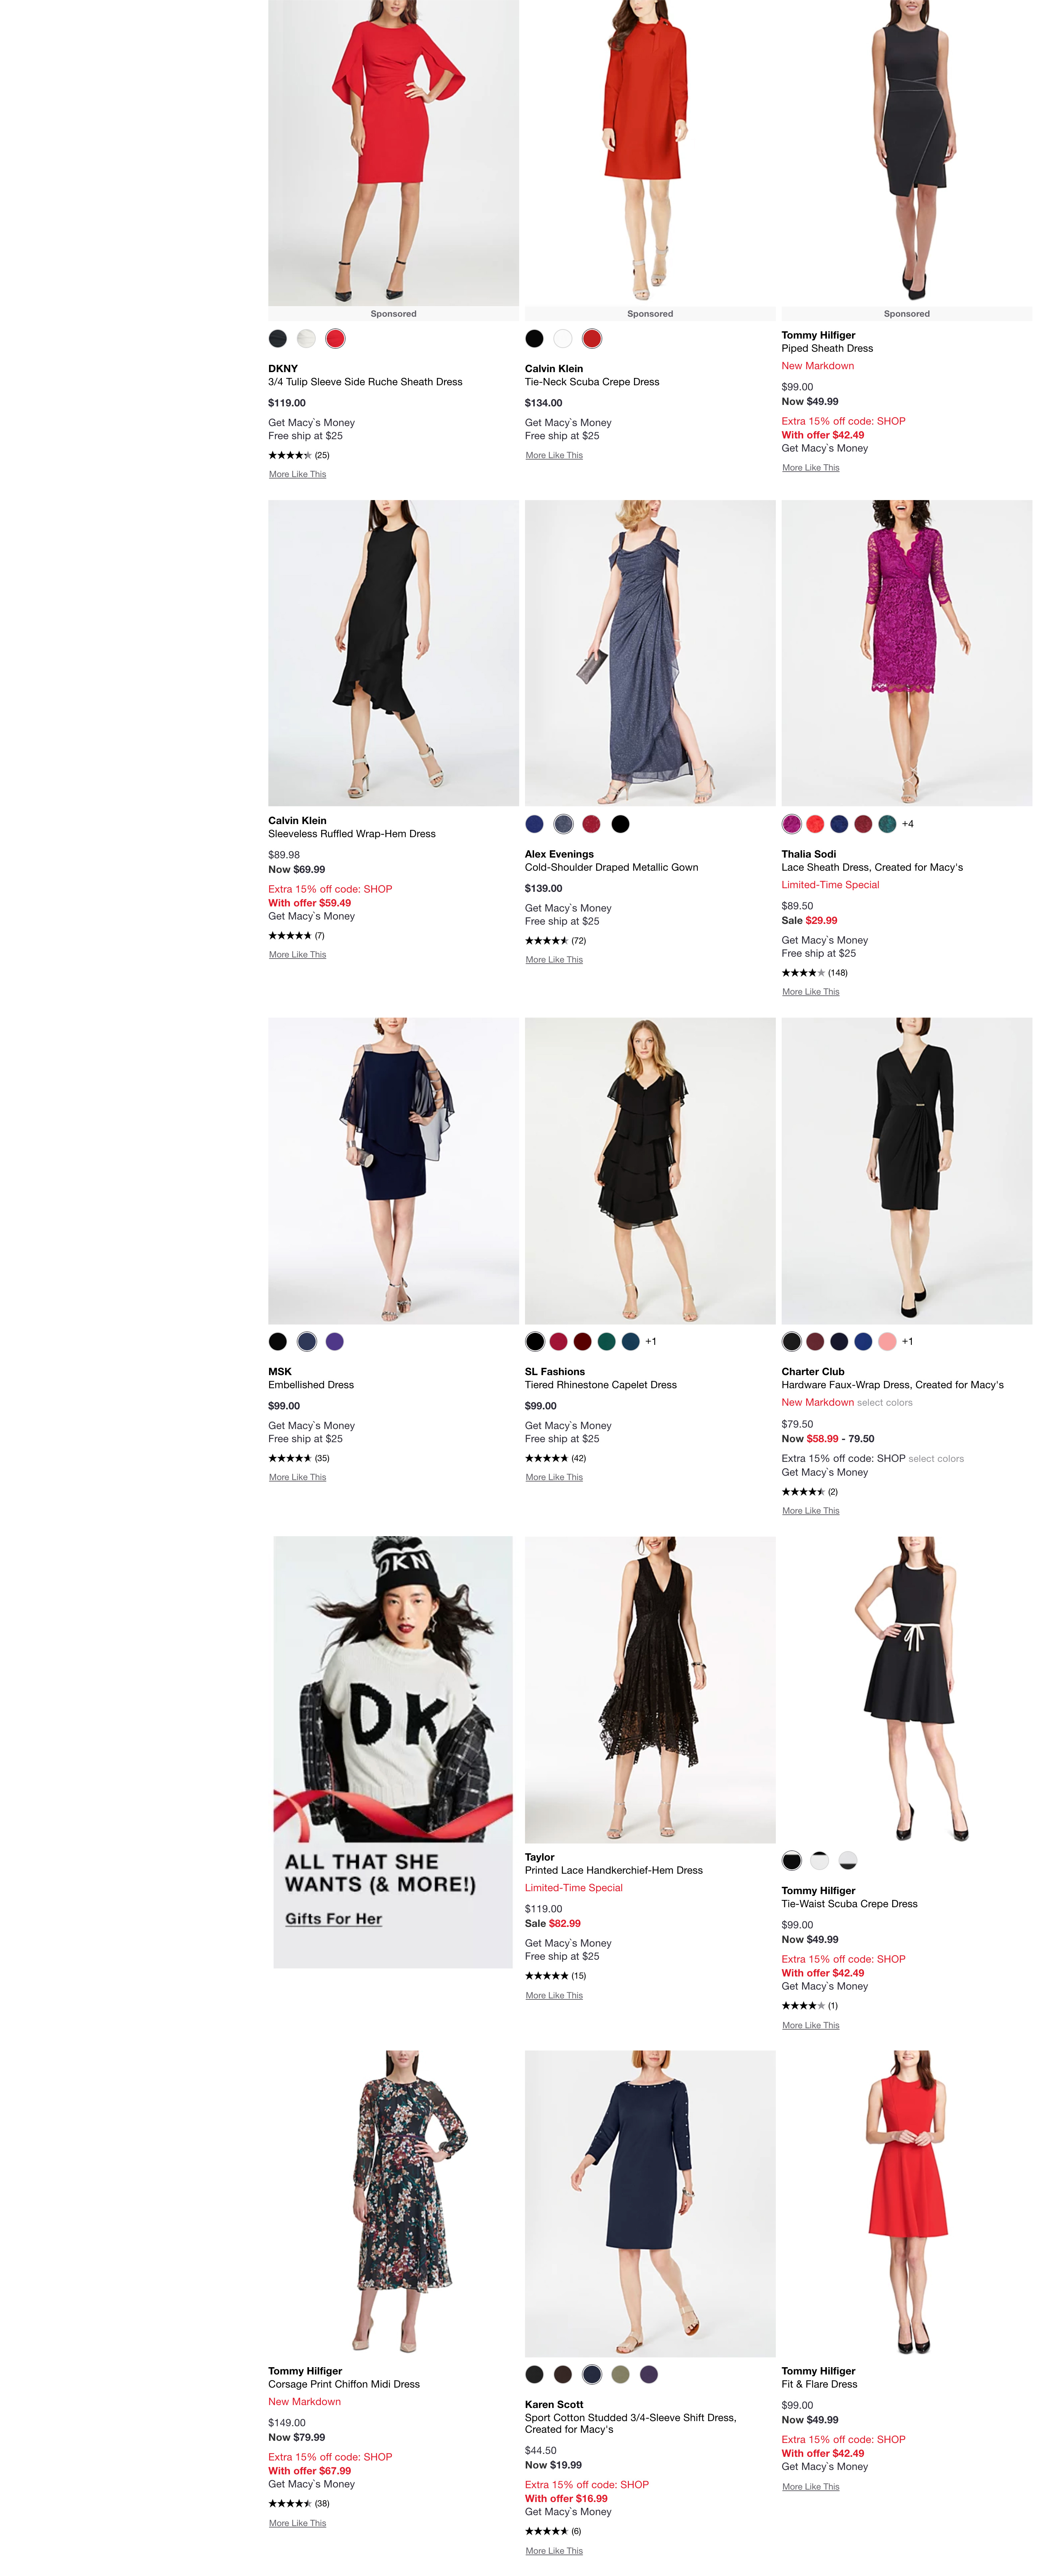 Sponsored
DKNY
3/4 Tulip Sleeve Side Ruche Sheath Dress
$119.00
Get Macy`s Money
Free ship at $25
(25)
More Like This
Sponsored
Calvin Klein
Tie-Neck Scuba Crepe Dress
$134.00
Get Macy`s Money
Free ship at $25
More Like This
Sponsored
Tommy Hilfiger
Piped Sheath Dress
New Markdown
$99.00
Now $49.99
Extra 15% off code: SHOP
With offer $42.49
Get Macy`s Money
More Like This
Calvin Klein
Sleeveless Ruffled Wrap-Hem Dress
$89.98
Now $69.99
Extra 15% off code: SHOP
With offer $59.49
Get Macy`s Money
(7)
More Like This
Alex Evenings
Cold-Shoulder Draped Metallic Gown
$139.00
Get Macy`s Money
Free ship at $25
(72)
More Like This
+4
Thalia Sodi
Lace Sheath Dress, Created for Macy's
Limited-Time Special
$89.50
Sale $29.99
Get Macy`s Money
Free ship at $25
(148)
More Like This
MSK
Embellished Dress
$99.00
Get Macy`s Money
Free ship at $25
(35)
More Like This
+1
SL Fashions
Tiered Rhinestone Capelet Dress
$99.00
Get Macy`s Money
Free ship at $25
(42)
More Like This
+1
Charter Club
Hardware Faux-Wrap Dress, Created for Macy's
New Markdown select colors
$79.50
Now $58.99 - 79.50
Extra 15% off code: SHOP select colors
Get Macy`s Money
(2)
More Like This
DKN
DK
ALL THAT SHE
WANTS (& MORE!)
Gifts For Her
Taylor
Printed Lace Handkerchief-Hem Dress
Limited-Time Special
$119.00
Sale $82.99
Get Macy`s Money
Free ship at $25
(15)
More Like This
Tommy Hilfiger
Tie-Waist Scuba Crepe Dress
$99.00
Now $49.99
Extra 15% off code: SHOP
With offer $42.49
Get Macy`s Money
(1)
More Like This
Tommy Hilfiger
Corsage Print Chiffon Midi Dress
New Markdown
$149.00
Now $79.99
Extra 15% off code: SHOP
With offer $67.99
Get Macy`s Money
(38)
More Like This
Karen Scott
Sport Cotton Studded 3/4-Sleeve Shift Dress,
Created for Macy's
$44.50
Now $19.99
Extra 15% off code: SHOP
With offer $16.99
Get Macy`s Money
(6)
More Like This
Tommy Hilfiger
Fit & Flare Dress
$99.00
Now $49.99
Extra 15% off code: SHOP
With offer $42.49
Get Macy`s Money
More Like This